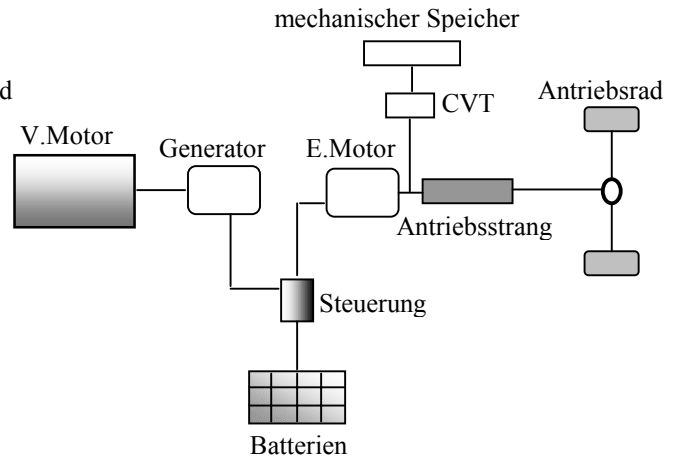 mechanischer Speicher
d
CVT
Antriebsrad
V.Motor
Generator
E.Motor
Antriebsstrang
Steuerung
Batterien